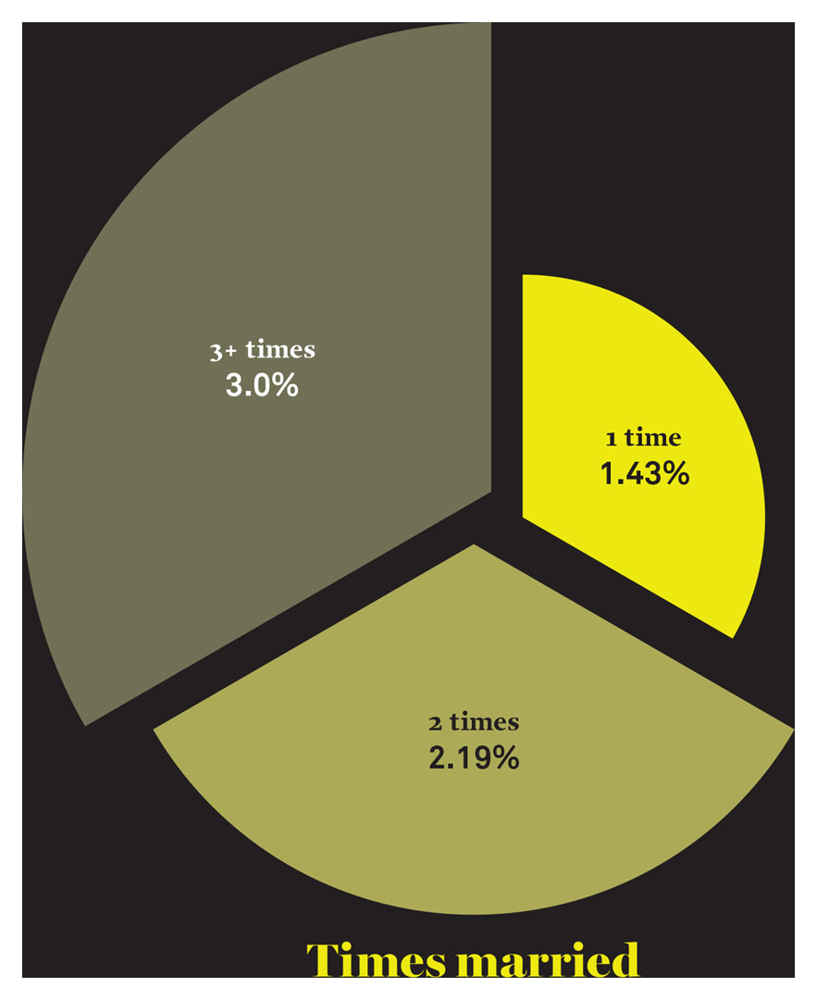 3+ times
3.0%
1 time
1.43%
2 times
2.19%
Times married